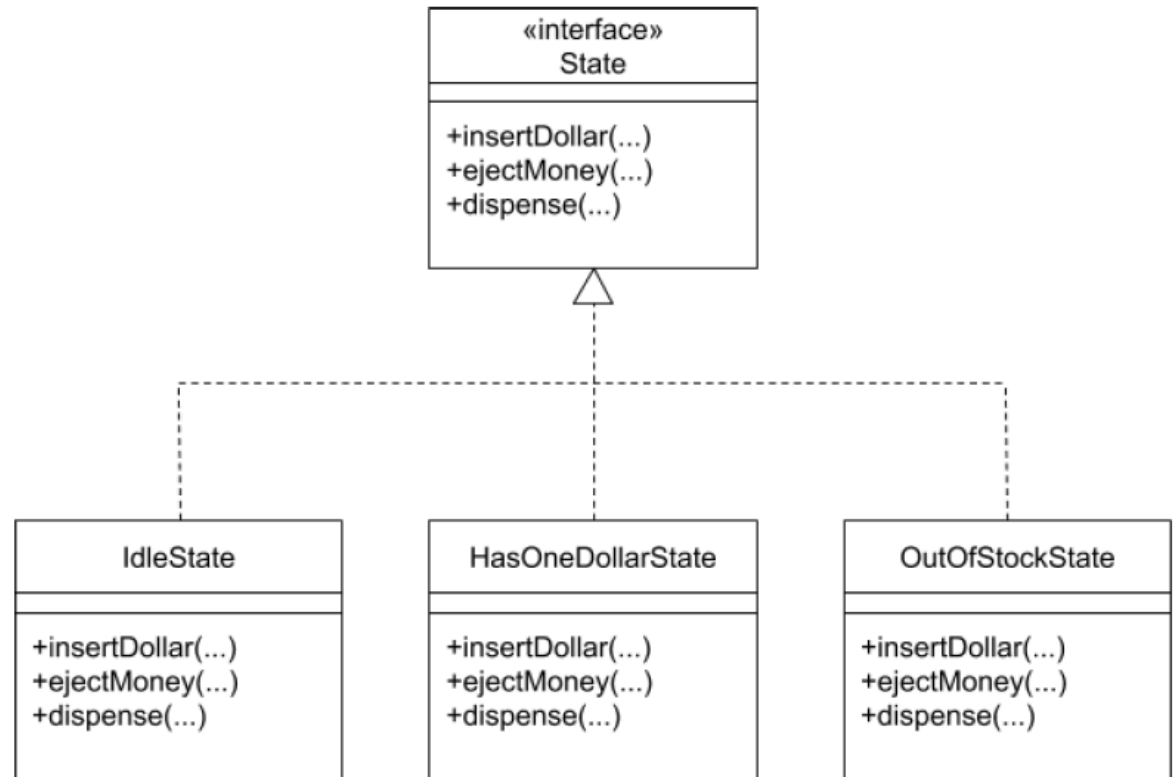 «interface»
State
+insertDollar(...)
+ejectMoney(...)
+dispense(...)
IdleState
+insertDollar(...)
+ejectMoney(...)
+dispense(...)
HasOneDollarState
+insertDollar(...)
+ejectMoney(...)
+dispense(...)
OutOfStockState
+insertDollar(...)
+ejectMoney(...)
+dispense(...)